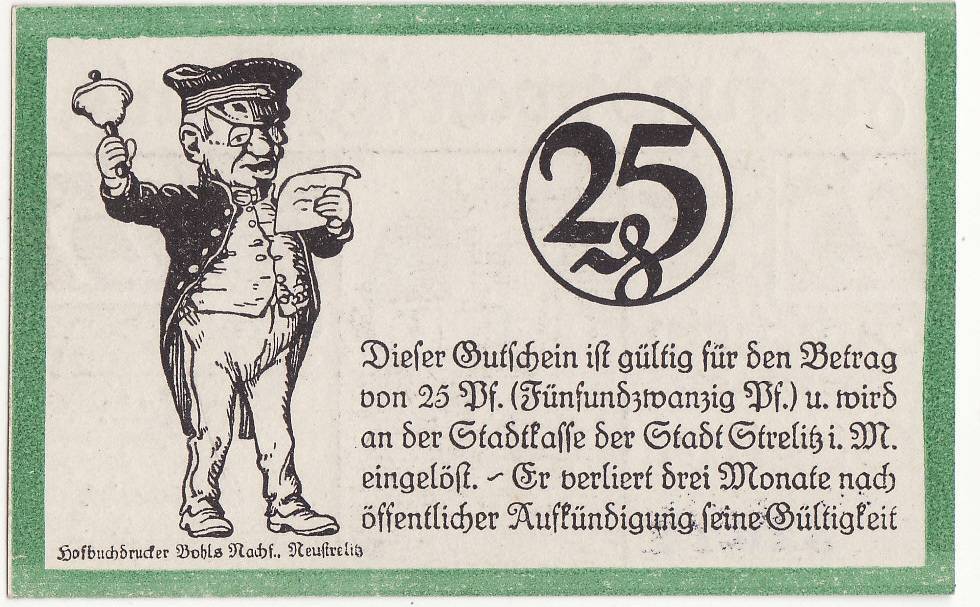 25 ₰
Dieser Gutschein ist gültig für den Betrag
von 25 Pf. (Fünfundzwanzig Pf.) u. wird
an der Stadtkasse der Stadt Strelitz i. M.
eingelöst. - Er verliert drei Monate nach
öffentlicher Aufkündigung seine Gültigkeit
Hofbuchdrucker Bohls Nachf., Neustrelitz